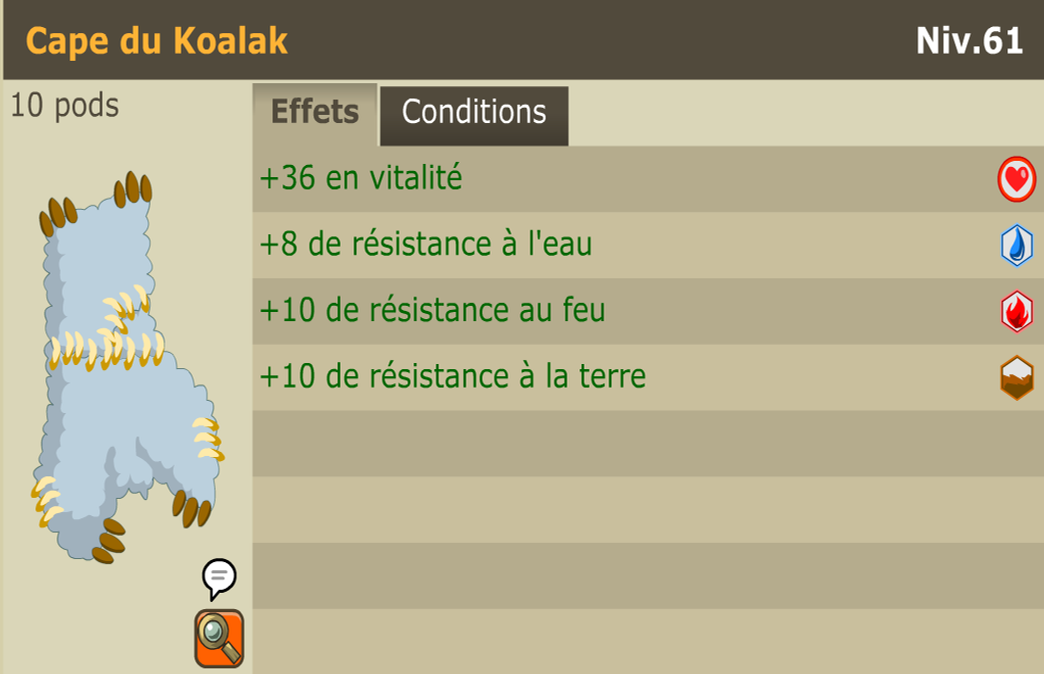 Cape du Koalak
Niv.61
10 pods
Effets
Conditions
+36 en vitalité
+8 de résistance à l'eau
+10 de résistance au feu
+10 de résistance à la terre